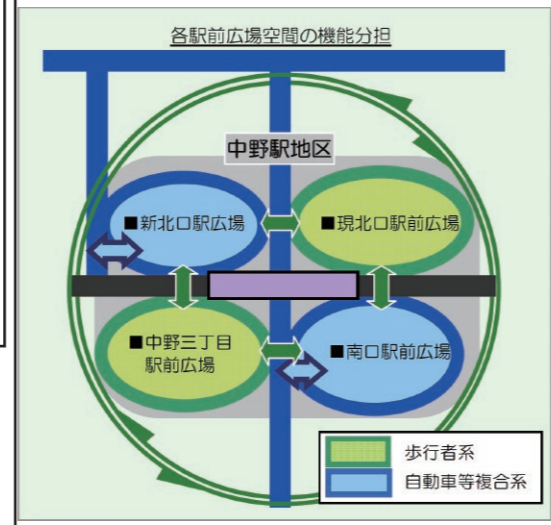 各駅前広場空間の機能分担
中野駅地区
■新北口駅広場
■現北口駅前広場
■中野三丁目
駅前広場
■南口駅前広場
歩行者系
自動車等複合系